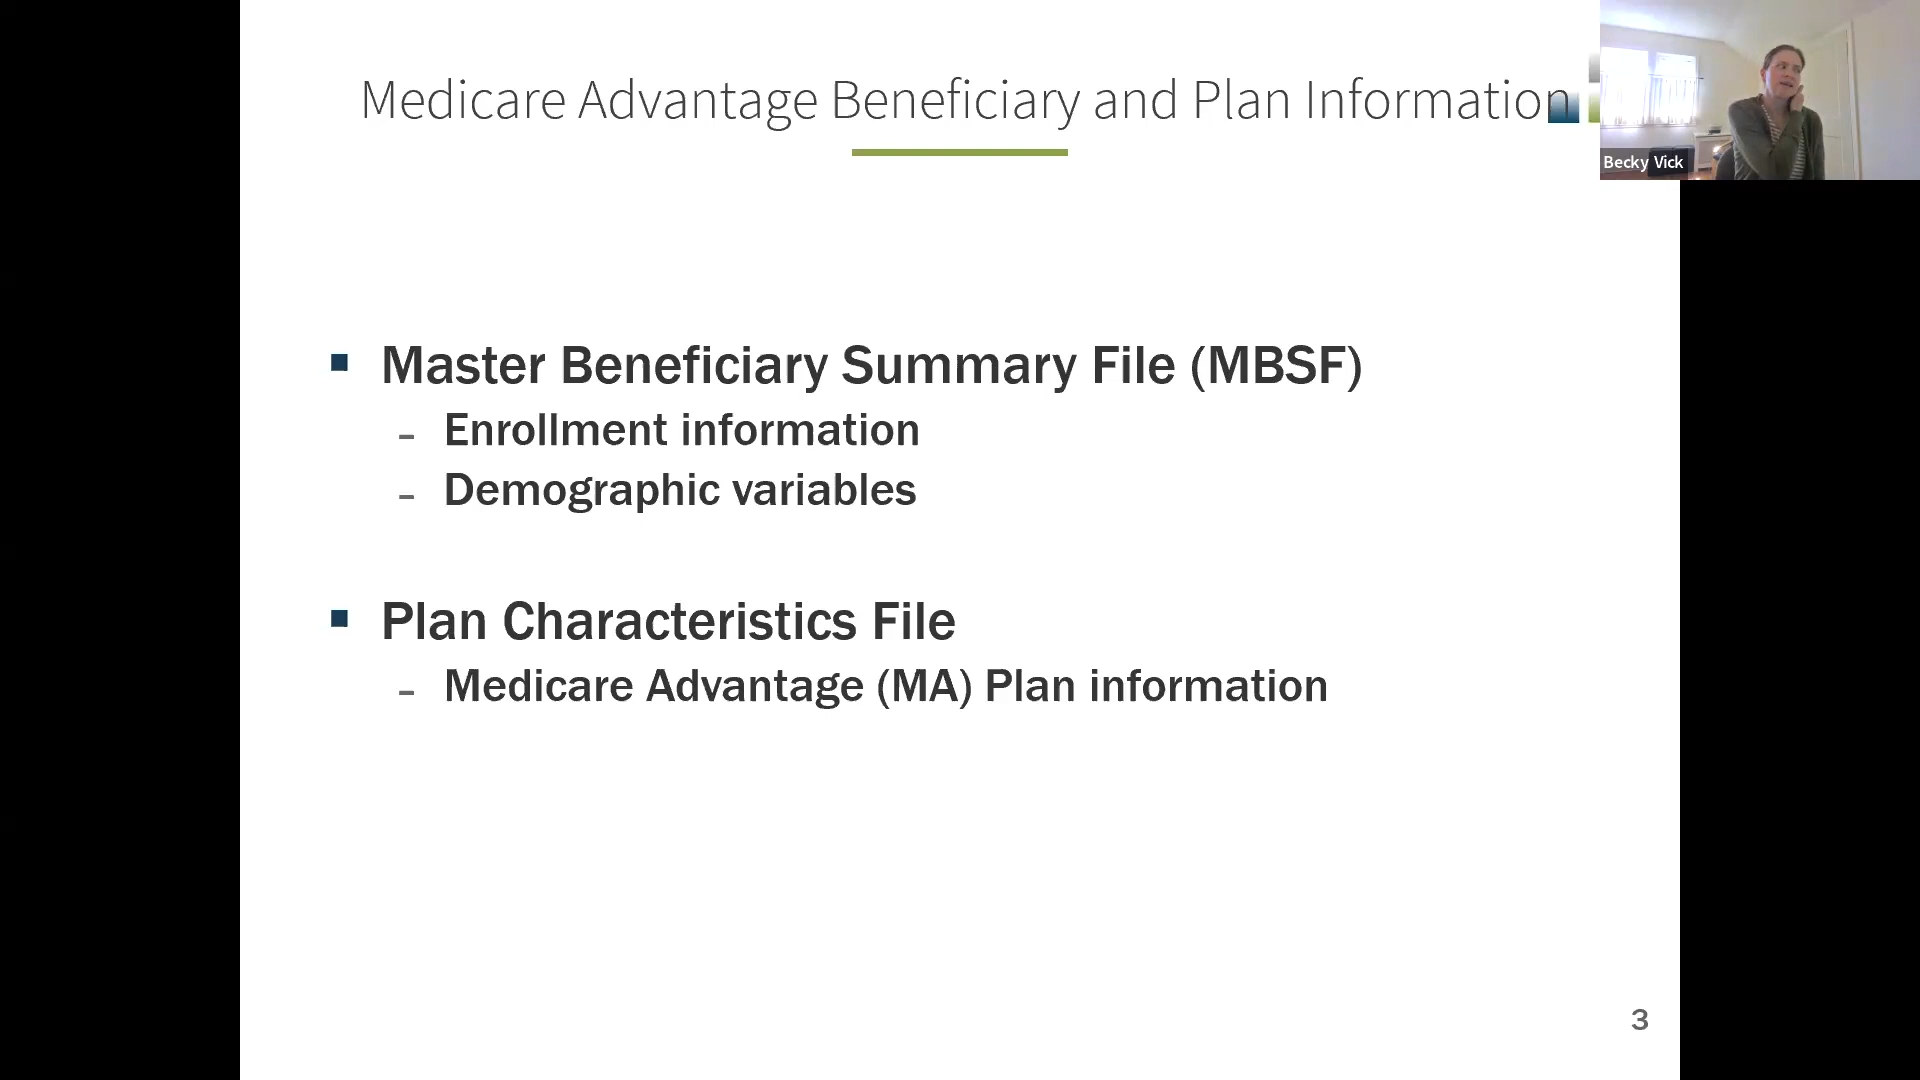 Medicare Advantage Beneficiary and Plan Information
Becky Vick
▪ Master Beneficiary Summary File (MBSF)
- Enrollment information
- Demographic variables
▪ Plan Characteristics File
- Medicare Advantage (MA) Plan information
3